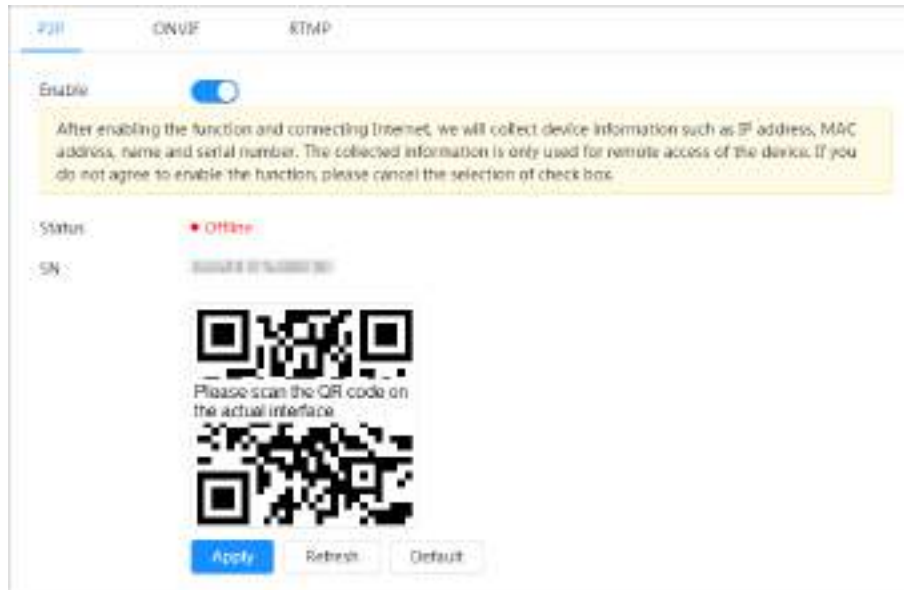 P2P ONVIF RTMP
Enable
After enabling the function and connecting Internet, we will collect device information such as IP address, MAC
address, name and serial number. The collected information is only used for remote access of the device. If you
do not agree to enable the function, please cancel the selection of check box.
Status Offline
SN
Please scan the QR code on
the actual interface
Apply Refresh Default